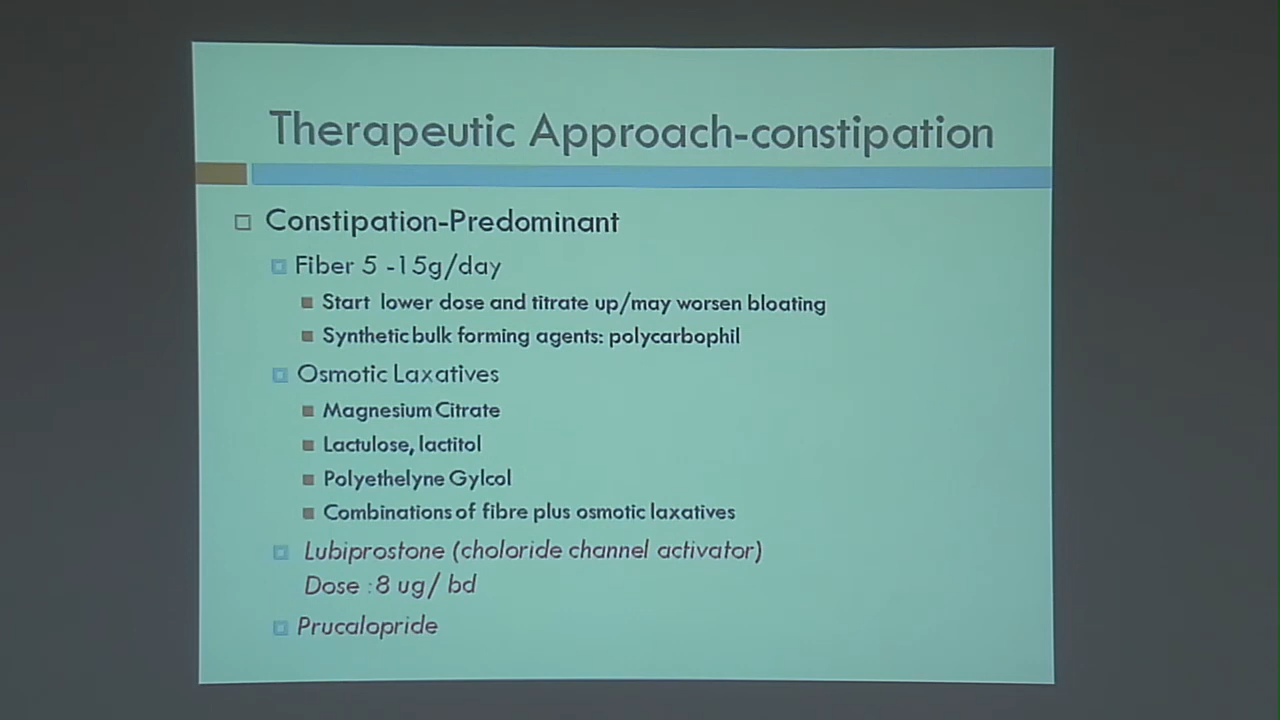 Therapeutic Approach-constipation
Constipation-Predominant
Fiber 5 -15g/day
Start lower dose and titrate up/may worsen bloating
Synthetic bulk forming agents: polycarbophil
Osmotic Laxatives
Magnesium Citrate
Lactulose, lactitol
Polyethelyne Gylcol
Combinations of fibre plus osmotic laxatives
Lubiprostone (choloride channel activator)
Dose :8 ug/ bd
Prucalopride